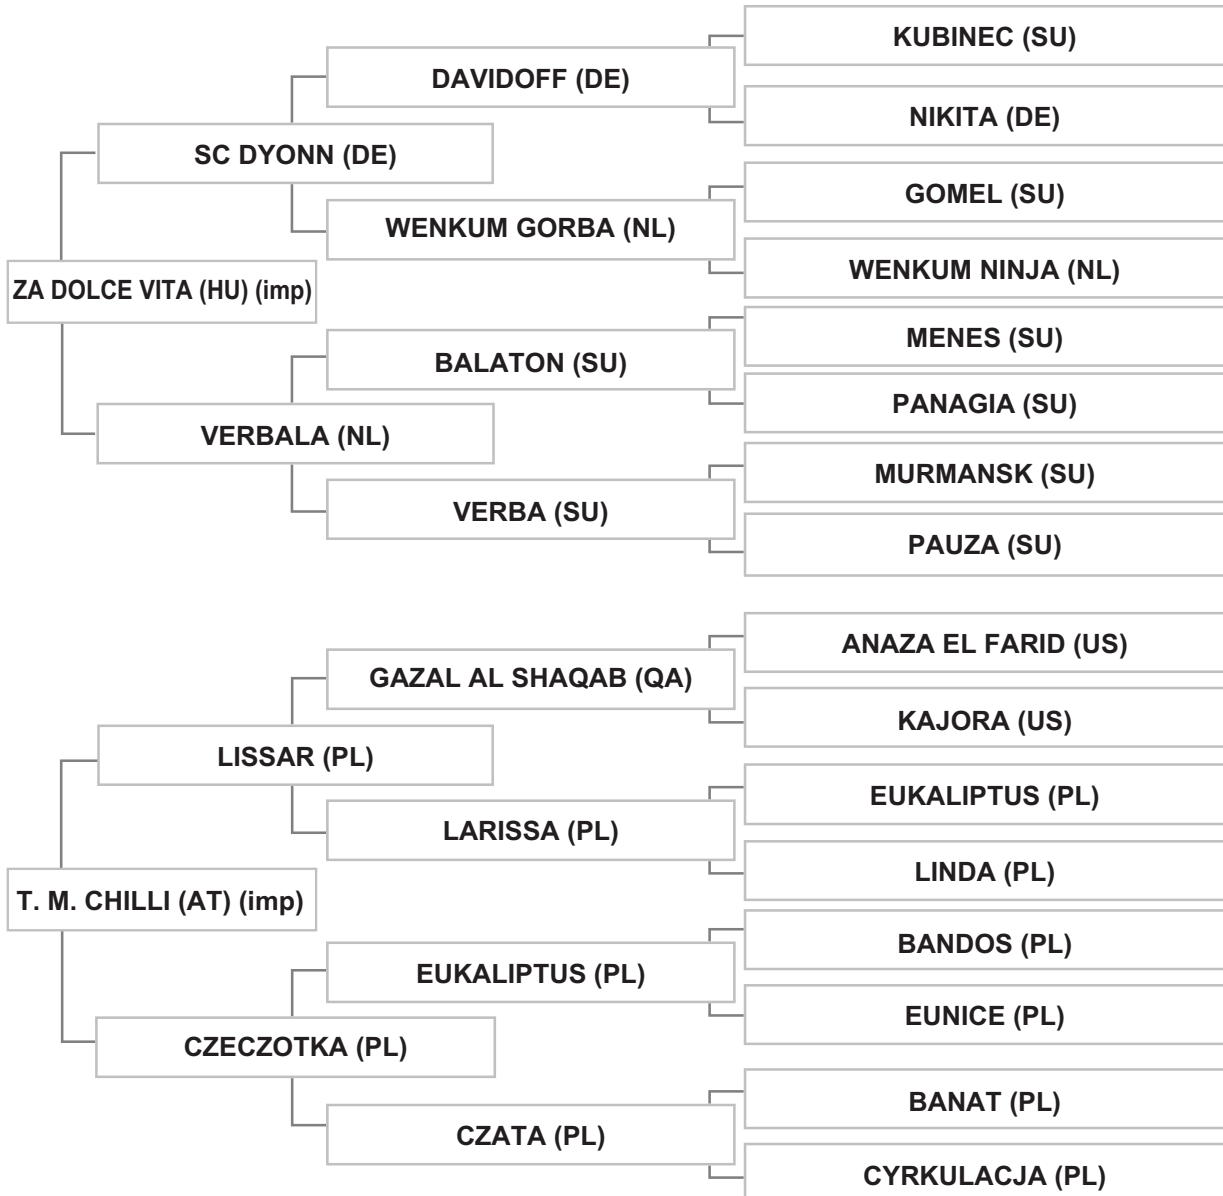 KUBINEC (SU)
DAVIDOFF (DE)
NIKITA (DE)
SC DYONN (DE)
GOMEL (SU)
WENKUM GORBA (NL)
WENKUM NINJA (NL)
ZA DOLCE VITA (HU) (imp)
MENES (SU)
BALATON (SU)
PANAGIA (SU)
VERBALA (NL)
MURMANSK (SU)
VERBA (SU)
PAUZA (SU)
ANAZA EL FARID (US)
GAZAL AL SHAQAB (QA)
KAJORA (US)
LISSAR (PL)
EUKALIPTUS (PL)
LARISSA (PL)
LINDA (PL)
T. M. CHILLI (AT) (imp)
BANDOS (PL)
EUKALIPTUS (PL)
EUNICE (PL)
CZECZOTKA (PL)
BANAT (PL)
CZATA (PL)
CYRKULACJA (PL)